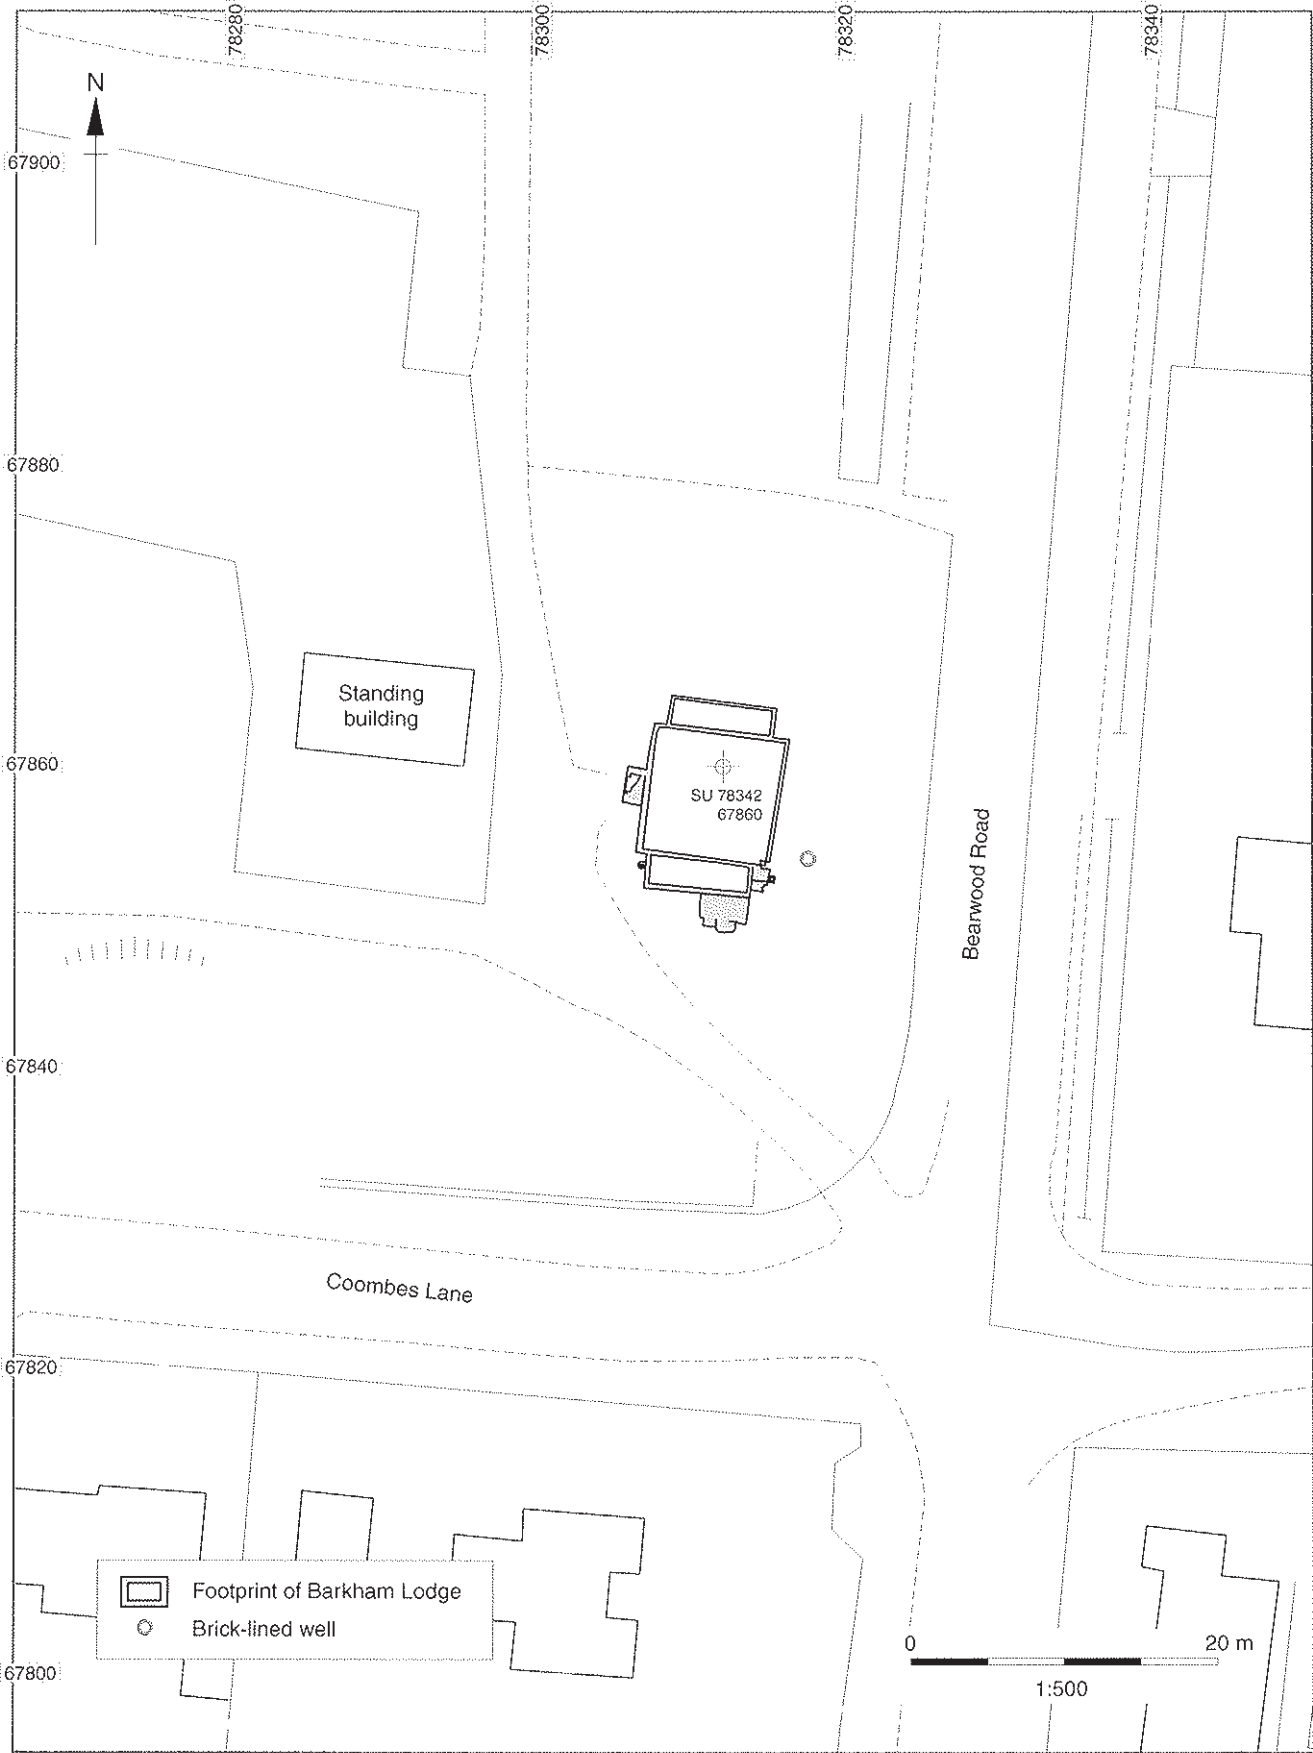 78280
78300
78320
78340
N
67900
67880
Standing
building
67860
SU 78342
67860
Bearwood Road
67840
Coombes Lane
67820
Footprint of Barkham Lodge
Brick-lined well
0 20 m
1:500
67800